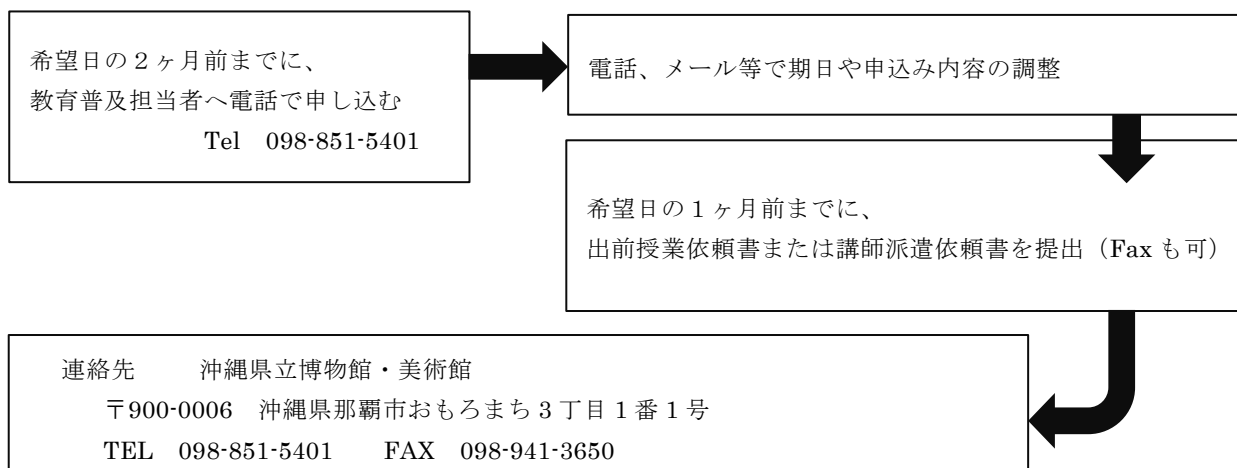 希望日の２ヶ月前までに、
教育普及担当者へ電話で申し込む
Tel　098-851-5401
電話、メール等で期日や申込み内容の調整
希望日の１ヶ月前までに、
出前授業依頼書または講師派遣依頼書を提出（Fax も可）
連絡先　　沖縄県立博物館・美術館
〒900-0006　沖縄県那覇市おもろまち３丁目１番１号
TEL　098-851-5401　　FAX　098-941-3650